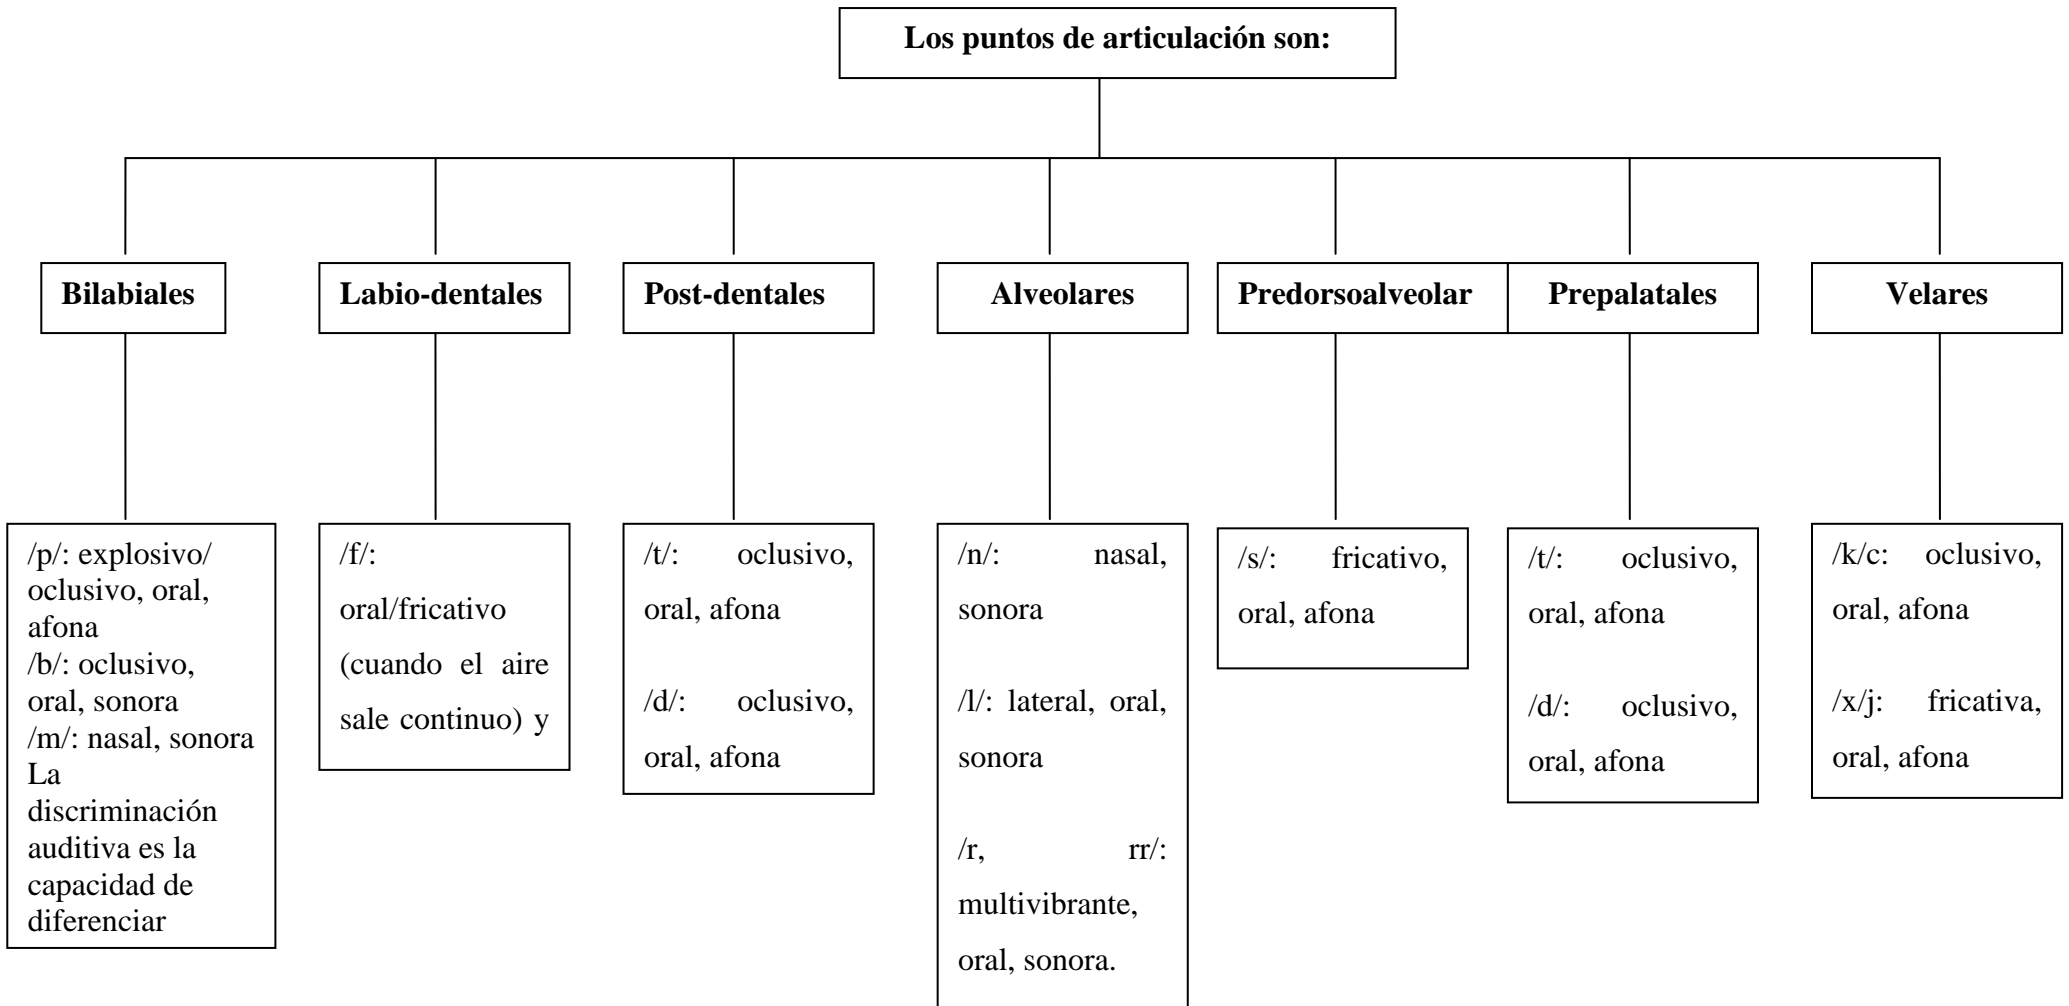 Los puntos de articulación son:
Bilabiales
Labio-dentales
Post-dentales
Alveolares
Predorsoalveolar
Prepalatales
Velares
/p/: explosivo/
oclusivo, oral,
afona
/b/: oclusivo,
oral, sonora
/m/: nasal, sonora
La
discriminación
auditiva es la
capacidad de
diferenciar
/f/:
oral/fricativo
(cuando el aire
sale continuo) y
/t/: oclusivo,
oral, afona
/d/: oclusivo,
oral, afona
/n/: nasal,
sonora
/l/: lateral, oral,
sonora
/r, rr/:
multivibrante,
oral, sonora.
/s/: fricativo,
oral, afona
/t/: oclusivo,
oral, afona
/d/: oclusivo,
oral, afona
/k/c: oclusivo,
oral, afona
/x/j: fricativa,
oral, afona